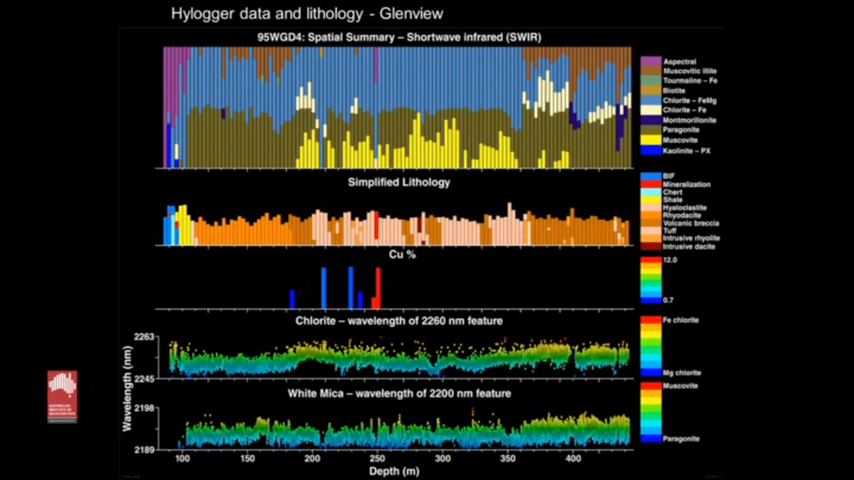 Hylogger data and lithology - Glenview
95WGD4: Spatial Summary – Shortwave infrared (SWIR)
Aspectral
Muscovitic illite
Tourmaline – Fe
Biotite
Chlorite – FeMg
Chlorite – Fe
Montmorillonite
Paragonite
Muscovite
Kaolinite – PX
Simplified Lithology
BIF
Mineralization
Chert
Shale
Hyaloclastite
Rhyodacite
Volcanic breccia
Tuff
Intrusive rhyolite
Intrusive dacite
Cu %
12.0
0.7
Chlorite – wavelength of 2260 nm feature
2263
2245
Fe chlorite
Mg chlorite
Wavelength (nm)
White Mica – wavelength of 2200 nm feature
2198
2189
Muscovite
Paragonite
100 150 200 250 300 350 400
Depth (m)